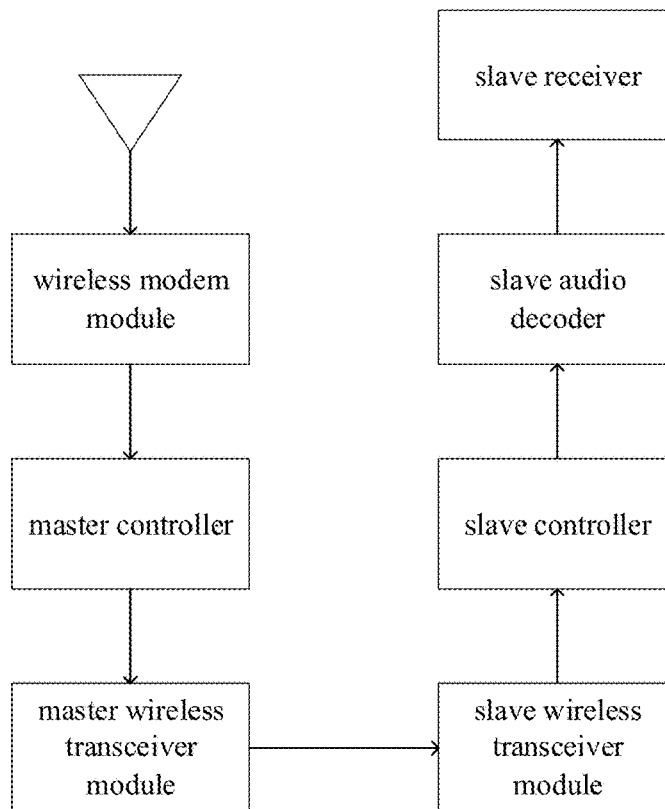 slave receiver
wireless modem
module
slave audio
decoder
master controller
slave controller
master wireless
transceiver
module
slave wireless
transceiver
module